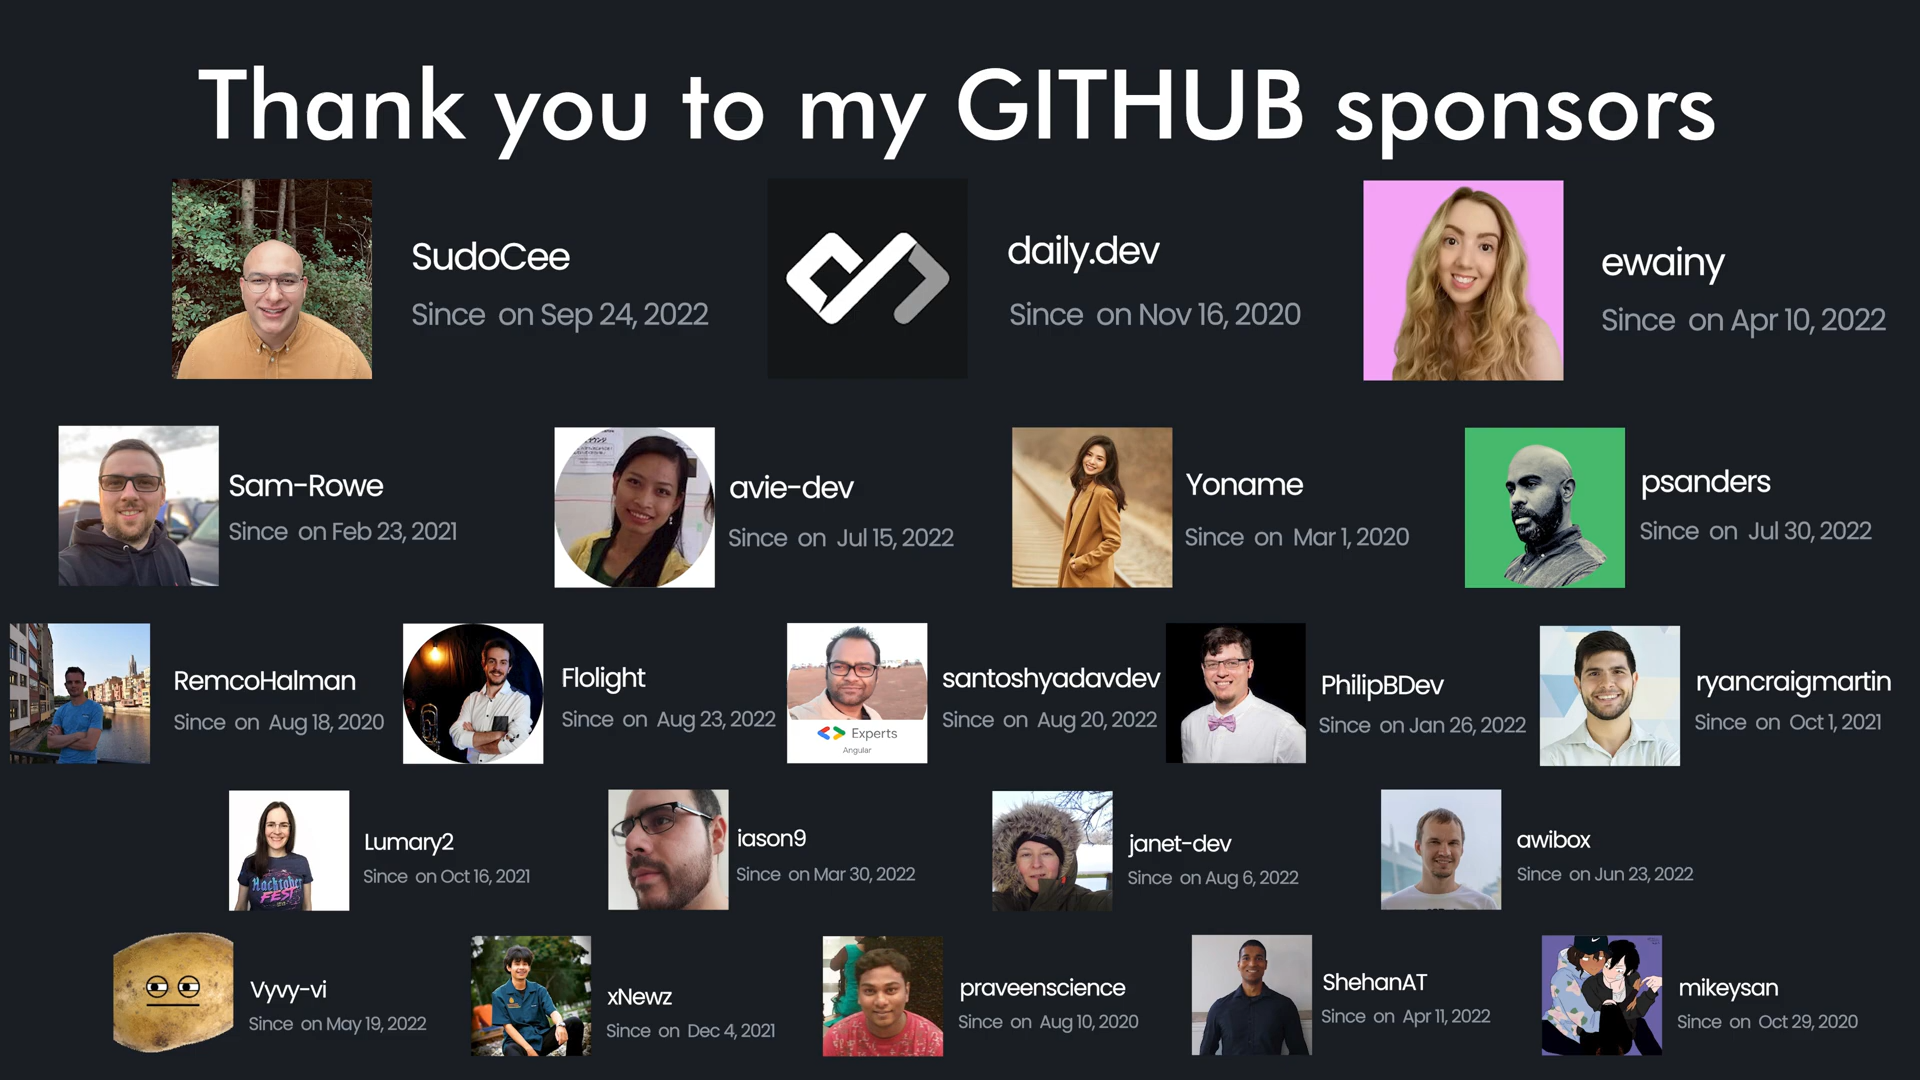 Thank you to my GITHUB sponsors
SudoCee
Since on Sep 24, 2022
daily.dev
Since on Nov 16, 2020
ewainy
Since on Apr 10, 2022
Sam-Rowe
Since on Feb 23, 2021
avie-dev
Since on Jul 15, 2022
Yoname
Since on Mar 1, 2020
psanders
Since on Jul 30, 2022
RemcoHalman
Since on Aug 18, 2020
Flolight
Since on Aug 23, 2022
Experts
Angular
santoshyadavdev
Since on Aug 20, 2022
PhilipBDev
Since on Jan 26, 2022
ryancraigmartin
Since on Oct 1, 2021
Hacktober
FEST
Lumary2
Since on Oct 16, 2021
iason9
Since on Mar 30, 2022
janet-dev
Since on Aug 6, 2022
awibox
Since on Jun 23, 2022
Vyvy-vi
Since on May 19, 2022
xNewz
Since on Dec 4, 2021
praveenscience
Since on Aug 10, 2020
ShehanAT
Since on Apr 11, 2022
mikeysan
Since on Oct 29, 2020